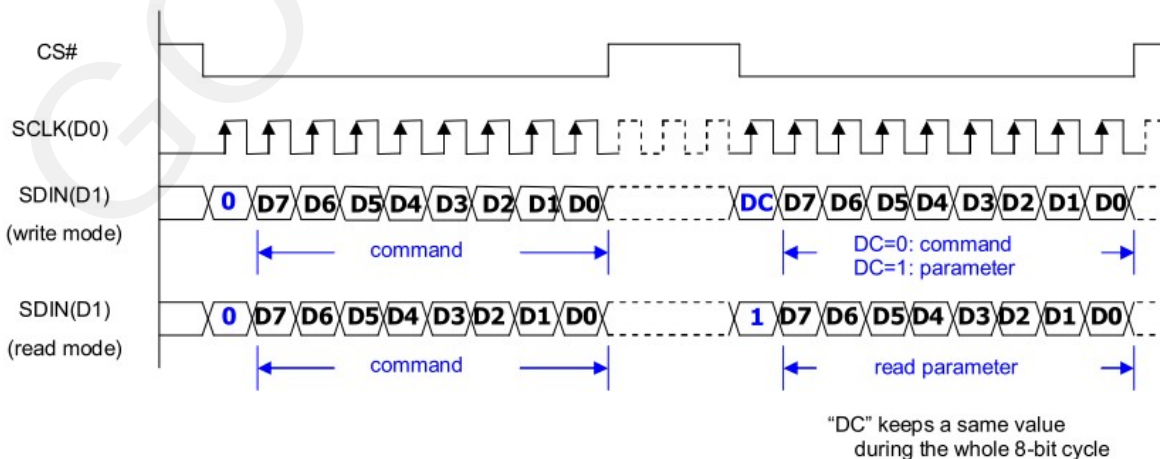 GO
CS#
SCLK(D0)
SDIN(D1)
(write mode)
0 D7 D6 D5 D4 D3 D2 D1 D0
DC D7 D6 D5 D4 D3 D2 D1 D0
command
DC=0: command
DC=1: parameter
SDIN(D1)
(read mode)
0 D7 D6 D5 D4 D3 D2 D1 D0
1 D7 D6 D5 D4 D3 D2 D1 D0
command
read parameter
“DC” keeps a same value
during the whole 8-bit cycle